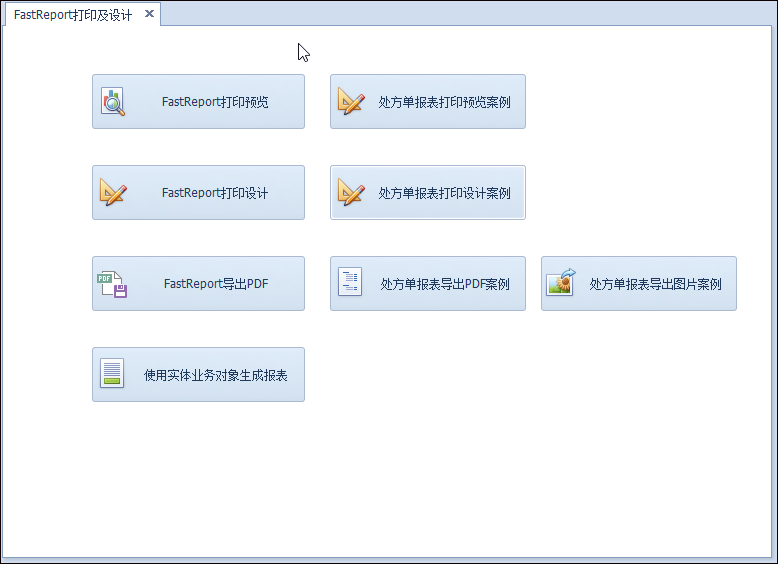 FastReport打印及设计
FastReport打印预览
处方单报表打印预览案例
FastReport打印设计
处方单报表打印设计案例
PDF
FastReport导出PDF
处方单报表导出PDF案例
处方单报表导出图片案例
使用实体业务对象生成报表